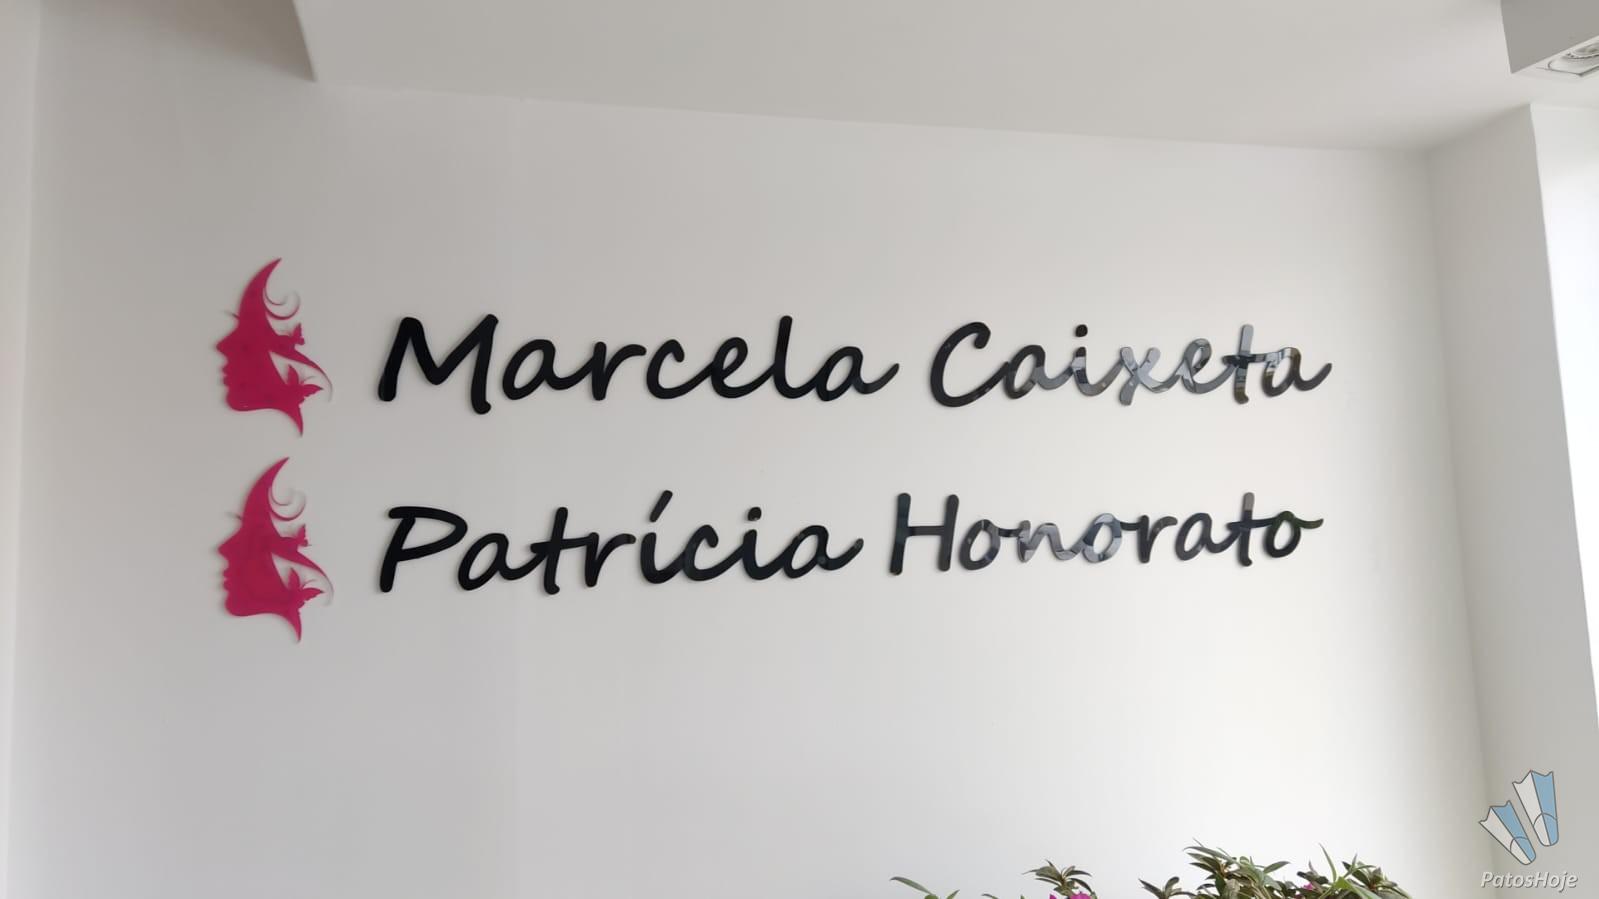 Marcela Caixeta
Patrícia Honorato
PatosHoje